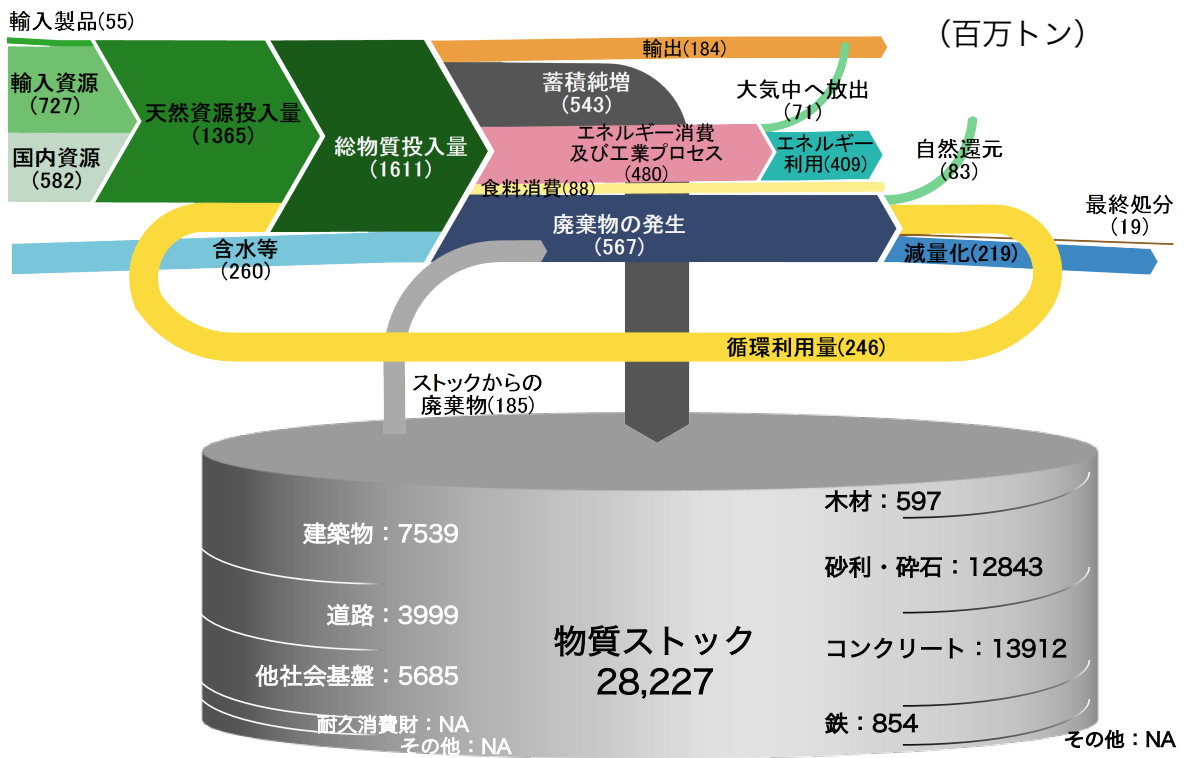 輸入製品(55)
（百万トン）
輸出(184)
輸入資源
(727)
国内資源
(582)
天然資源投入量
(1365)
総物質投入量
(1611)
蓄積純増
(543)
大気中へ放出
(71)
エネルギー消費
及び工業プロセス
(480)
エネルギー
利用(409)
自然還元
(83)
食料消費(88)
最終処分
(19)
廃棄物の発生
(567)
含水等
(260)
減量化(219)
循環利用量(246)
ストックからの
廃棄物(185)
建築物：7539
道路：3999
他社会基盤：5685
耐久消費財：NA
その他：NA
物質ストック
28,227
木材：597
砂利・砕石：12843
コンクリート：13912
鉄：854
その他：NA